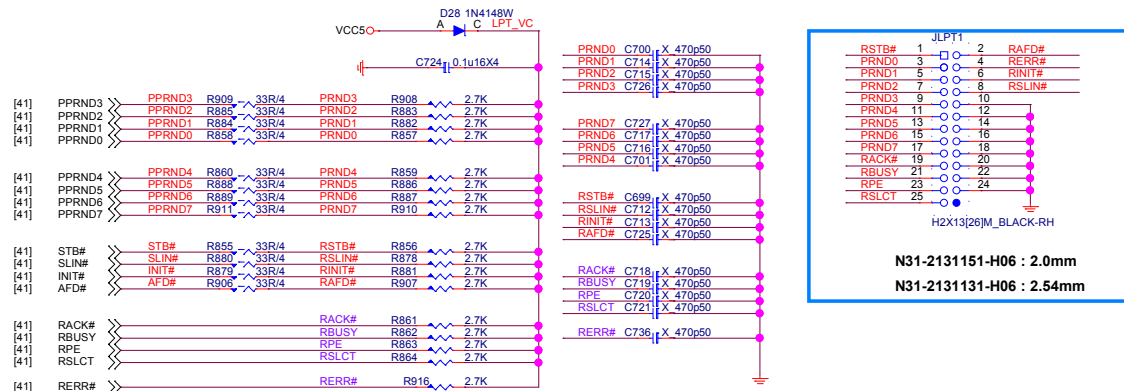 D28 1N4148W
VCC5 A C LPT_VC
C724 0.1u16X4
[41] PPRND3 PPRND3 R909 33R/4 PRND3 R908 2.7K
[41] PPRND2 PPRND2 R885 33R/4 PRND2 R883 2.7K
[41] PPRND1 PPRND1 R884 33R/4 PRND1 R882 2.7K
[41] PPRND0 PPRND0 R858 33R/4 PRND0 R857 2.7K
[41] PPRND4 PPRND4 R860 33R/4 PRND4 R859 2.7K
[41] PPRND5 PPRND5 R888 33R/4 PRND5 R886 2.7K
[41] PPRND6 PPRND6 R889 33R/4 PRND6 R887 2.7K
[41] PPRND7 PPRND7 R911 33R/4 PRND7 R910 2.7K
[41] STB# STB# R855 33R/4 RSTB# R856 2.7K
[41] SLIN# SLIN# R880 33R/4 RSLIN# R878 2.7K
[41] INIT# INIT# R879 33R/4 RINIT# R881 2.7K
[41] AFD# AFD# R906 33R/4 RAFD# R907 2.7K
[41] RACK# RACK# R861 2.7K
[41] RBUSY RBUSY R862 2.7K
[41] RPE RPE R863 2.7K
[41] RSLCT RSLCT R864 2.7K
[41] RERR# RERR# R916 2.7K
PRND0 C700 X_470p50
PRND1 C714 X_470p50
PRND2 C715 X_470p50
PRND3 C726 X_470p50
PRND7 C727 X_470p50
PRND6 C717 X_470p50
PRND5 C716 X_470p50
PRND4 C701 X_470p50
RSTB# C699 X_470p50
RSLIN# C712 X_470p50
RINIT# C713 X_470p50
RAFD# C725 X_470p50
RACK# C718 X_470p50
RBUSY C719 X_470p50
RPE C720 X_470p50
RSLCT C721 X_470p50
RERR# C736 X_470p50
JLPT1
RSTB# 1 2 RAFD#
PRND0 3 4 RERR#
PRND1 5 6 RINIT#
PRND2 7 8 RSLIN#
PRND3 9 10
PRND4 11 12
PRND5 13 14
PRND6 15 16
PRND7 17 18
RACK# 19 20
RBUSY 21 22
RPE 23 24
RSLCT 25
H2X13[26]M_BLACK-RH
N31-2131151-H06 : 2.0mm
N31-2131131-H06 : 2.54mm